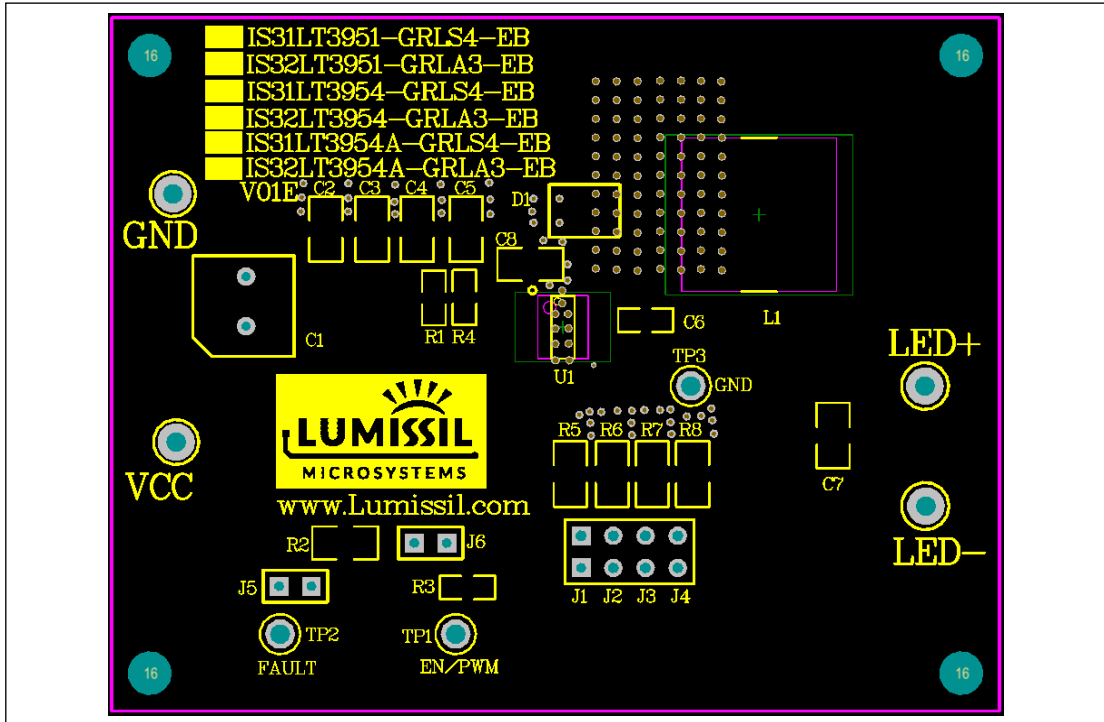 16
16
IS31LT3951-GRLS4-EB
IS32LT3951-GRLA3-EB
IS31LT3954-GRLS4-EB
IS32LT3954-GRLA3-EB
IS31LT3954A-GRLS4-EB
IS32LT3954A-GRLA3-EB
V01E
C2
C3
C4
C5
D1
GND
C8
C1
R1
R4
U1
C6
L1
TP3
GND
LED+
LUMISSIL
MICROSYSTEMS
www.Lumissil.com
VCC
R5
R6
R7
R8
C7
LED-
R2
J6
J5
R3
J1
J2
J3
J4
TP2
FAULT
TP1
EN/PWM
16
16